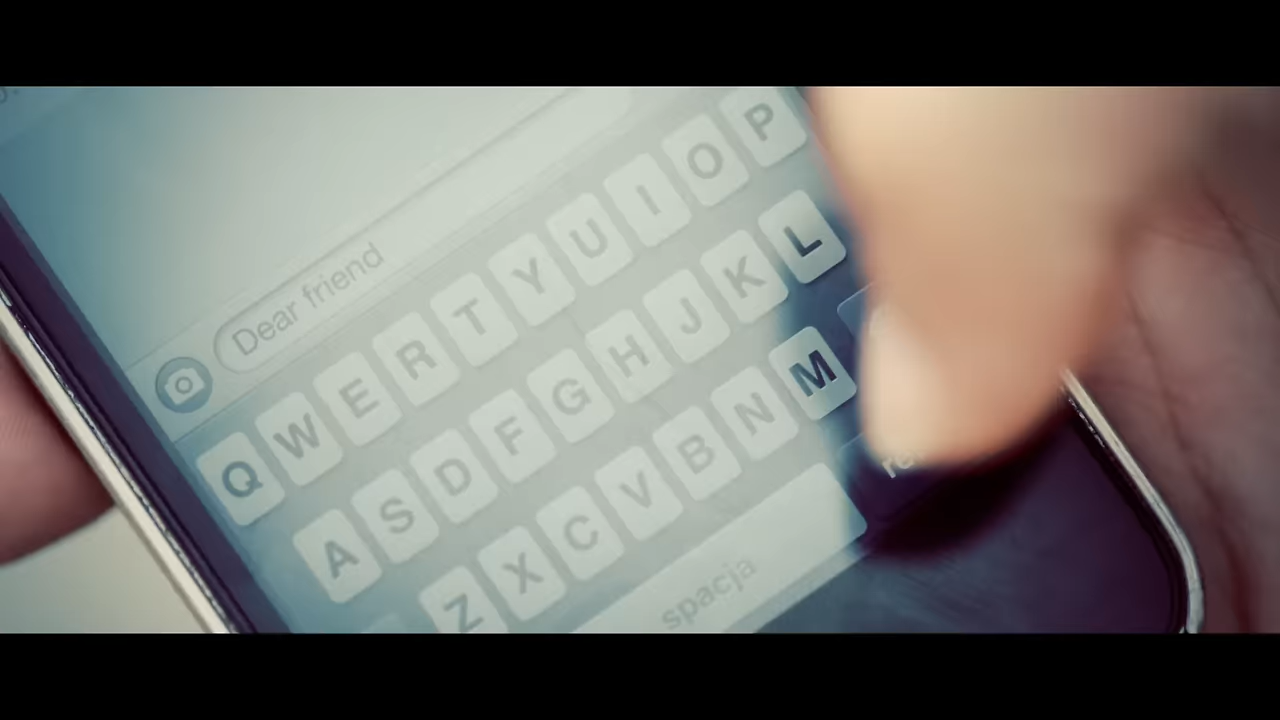 Dear friend
Q W E R T Y U I O P
A S D F G H J K L
Z X C V B N M
spacja